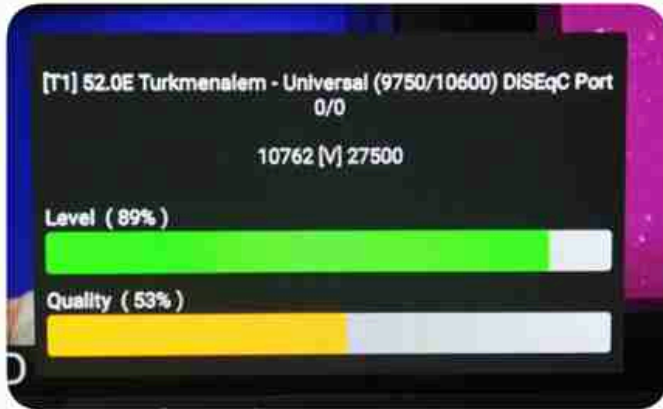 [T1] 52.0E Turkmenalem - Universal (9750/10600) DiSEqC Port
0/0
10762 [V] 27500
Level ( 89% )
Quality ( 53% )